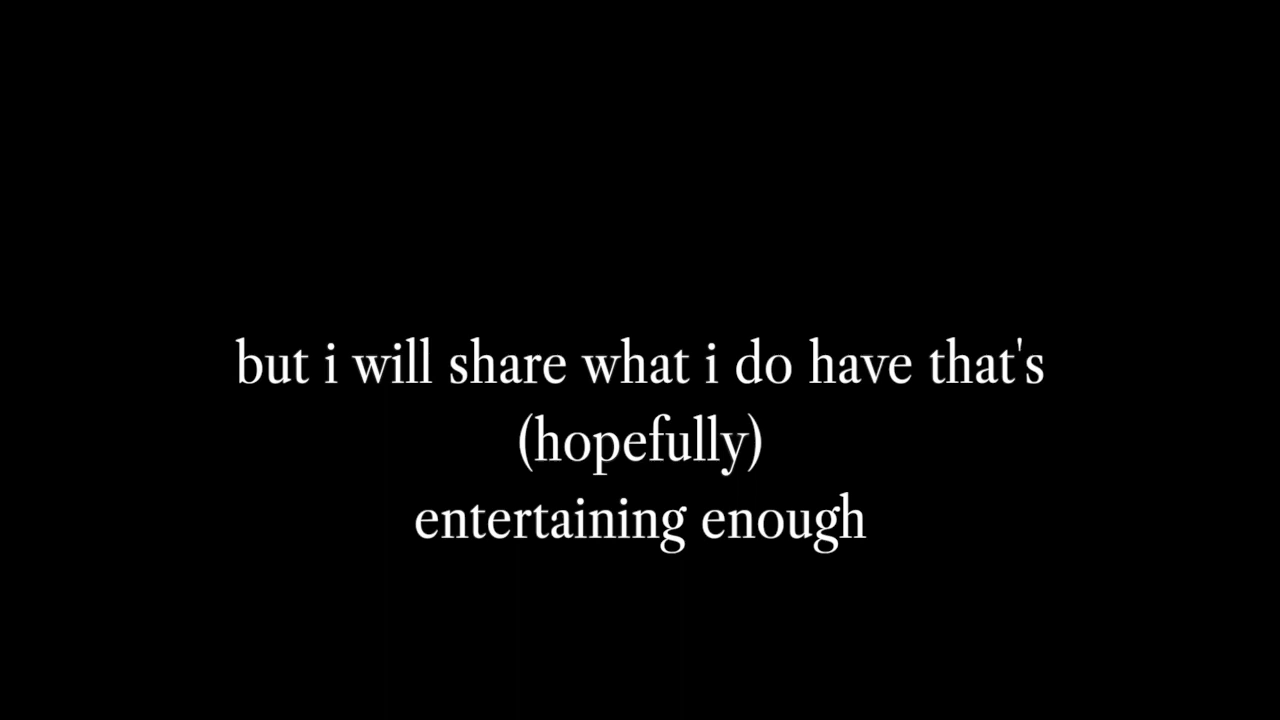 but i will share what i do have that's
(hopefully)
entertaining enough